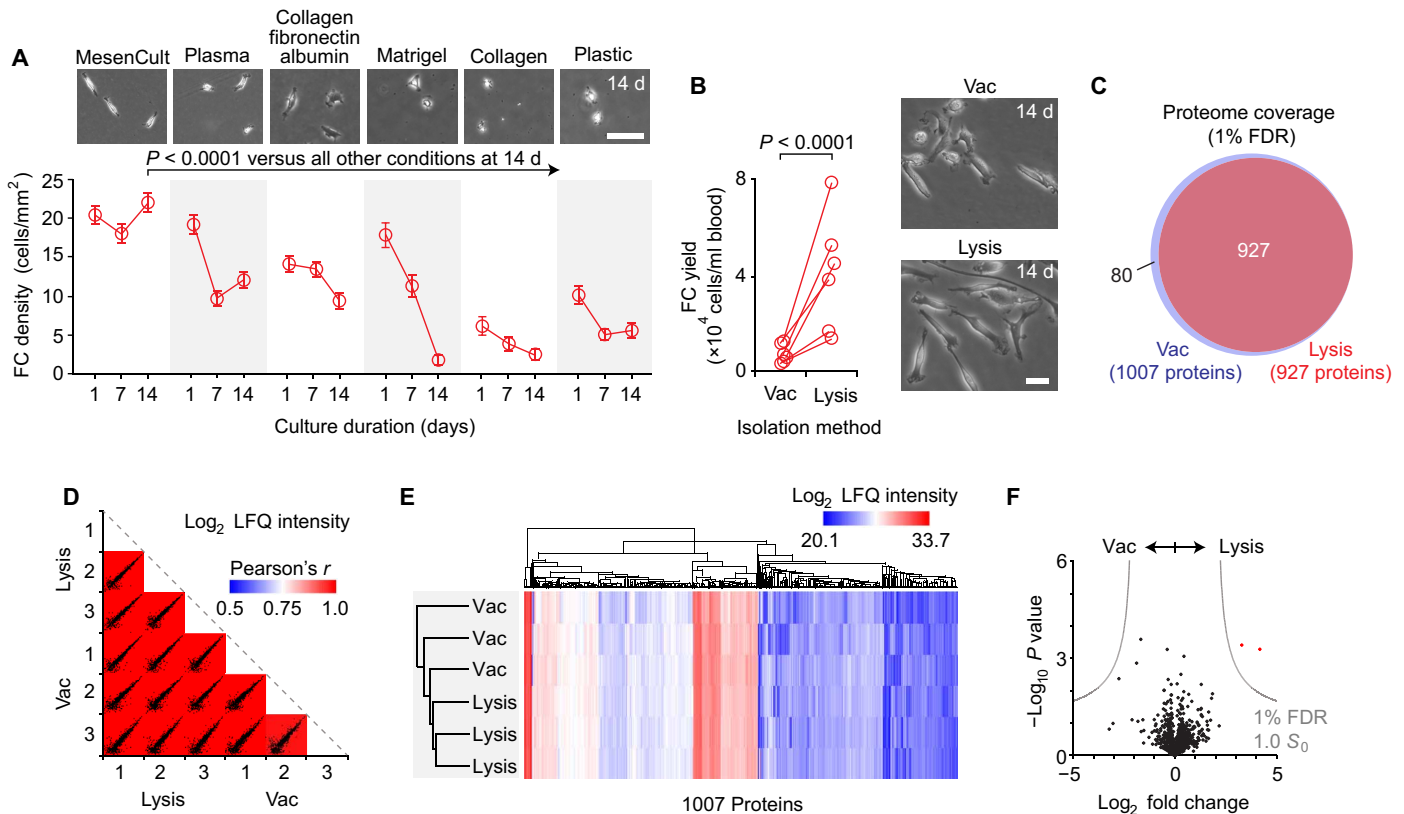 A
MesenCult
Plasma
Collagen
fibronectin
albumin
Matrigel
Collagen
Plastic
14 d
P < 0.0001 versus all other conditions at 14 d
FC density (cells/mm²)
25
20
15
10
5
0
1 7 14 1 7 14 1 7 14 1 7 14 1 7 14 1 7 14
Culture duration (days)
B
P < 0.0001
FC yield
(×10⁴ cells/ml blood)
8
4
0
Vac
Lysis
Isolation method
Vac
14 d
Lysis
14 d
C
Proteome coverage
(1% FDR)
927
80
Vac
(1007 proteins)
Lysis
(927 proteins)
D
Log₂ LFQ intensity
Pearson's r
0.5 0.75 1.0
Lysis
1
2
3
Vac
1
2
3
1 2 3 1 2 3
Lysis Vac
E
Log₂ LFQ intensity
20.1 33.7
Vac
Vac
Vac
Lysis
Lysis
Lysis
1007 Proteins
F
Vac Lysis
−Log₁₀ P value
6
3
0
1% FDR
1.0 S₀
−5 0 5
Log₂ fold change